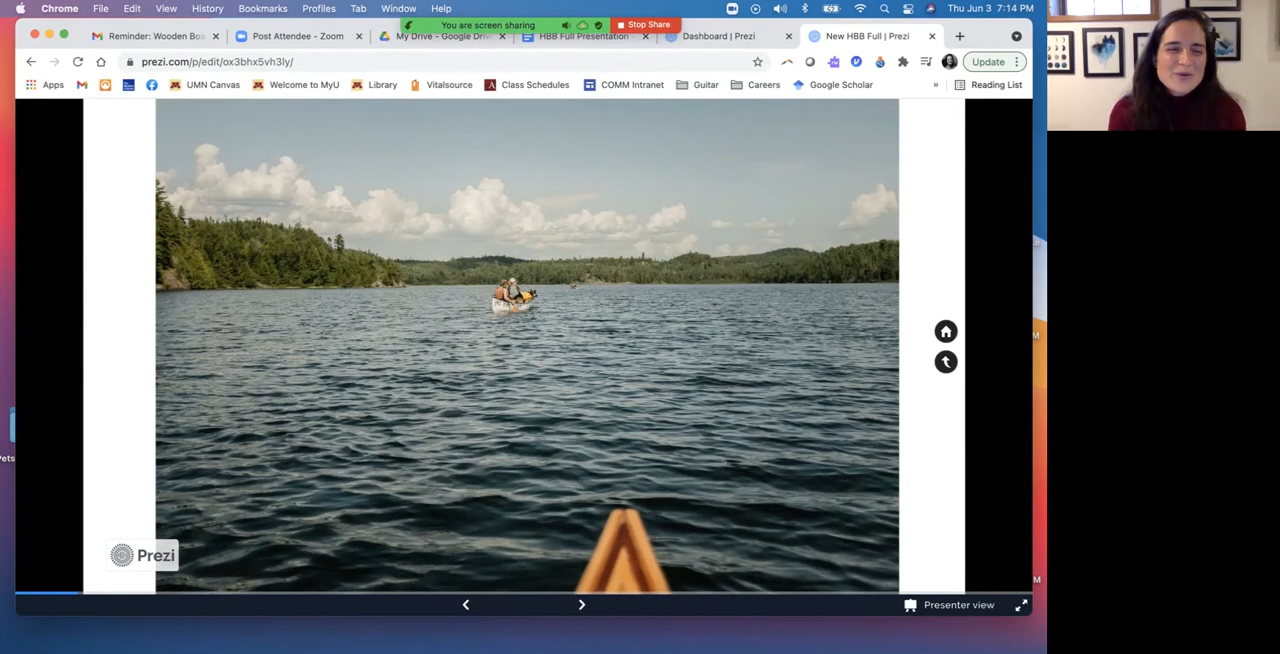 Chrome File Edit View History Bookmarks Profiles Tab Window Help Thu Jun 3 7:14 PM
You are screen sharing Stop Share
Reminder: Wooden Boa Post Attendee - Zoom My Drive - Google Driv HBB Full Presentation - Dashboard | Prezi New HBB Full | Prezi
prezi.com/p/edit/ox3bhx5vh3ly/ Update
Apps UMN Canvas Welcome to MyU Library Vitalsource Class Schedules COMM Intranet Guitar Careers Google Scholar » Reading List
Pets
Prezi
Presenter view